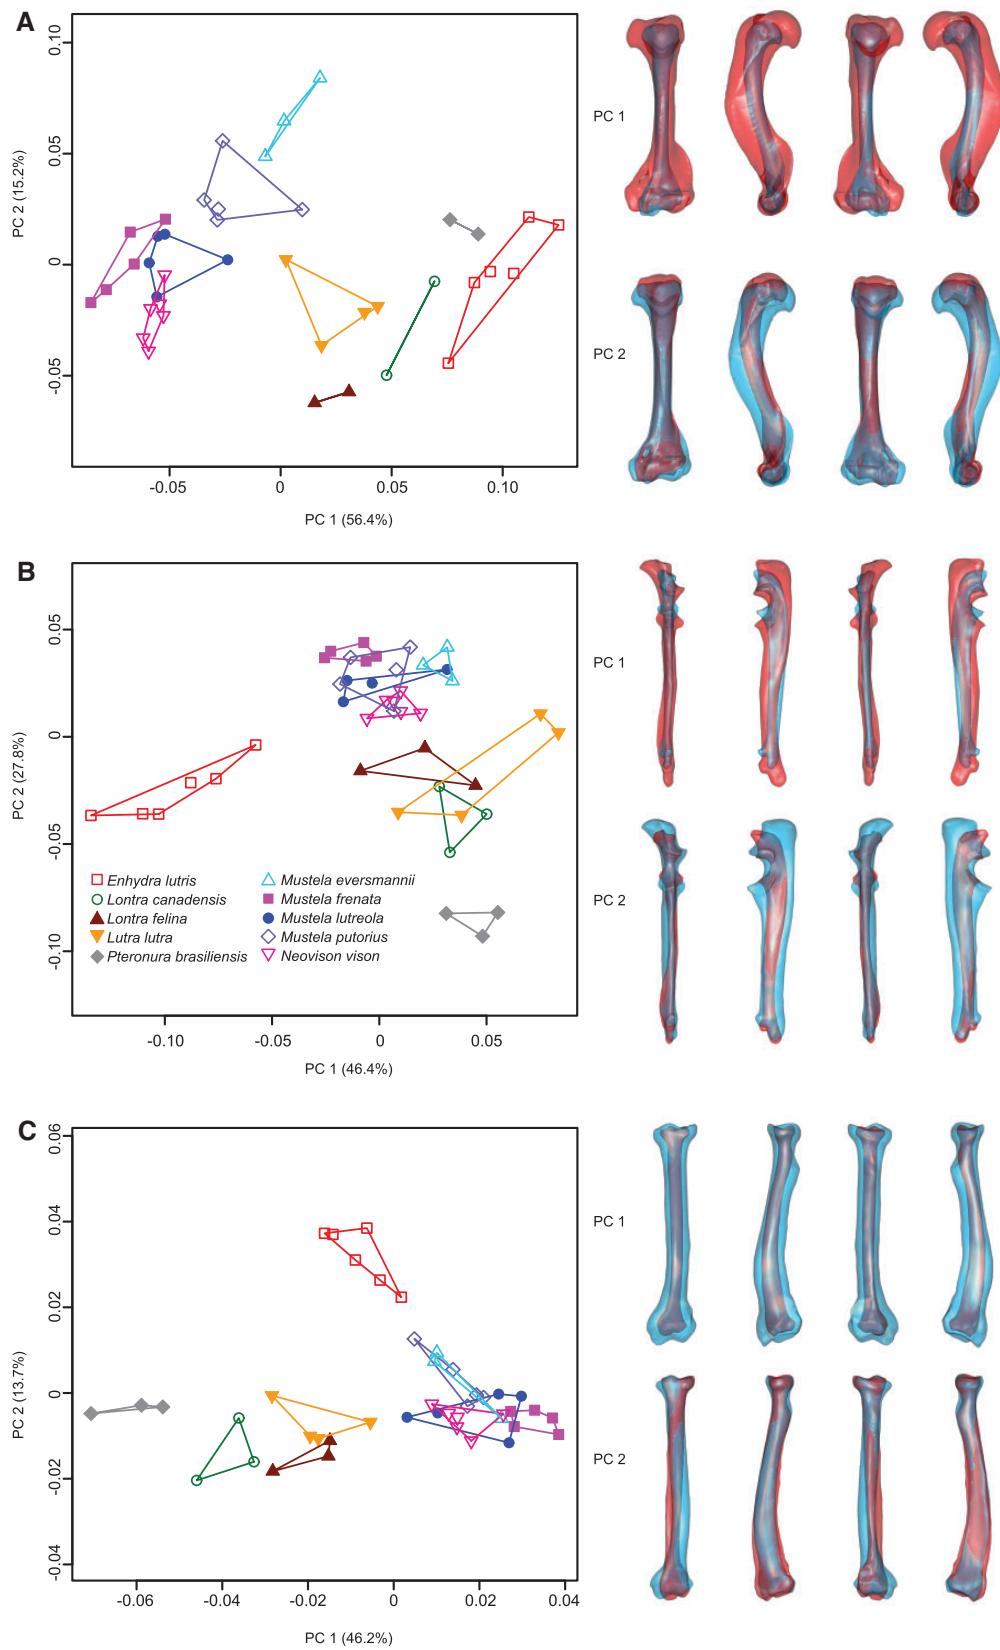 A
0.10
0.05
0
-0.05
PC 2 (15.2%)
-0.05 0 0.05 0.10
PC 1 (56.4%)
PC 1
PC 2
B
0.05
0
-0.05
-0.10
PC 2 (27.8%)
Enhydra lutris
Lontra canadensis
Lontra felina
Lutra lutra
Pteronura brasiliensis
Mustela eversmannii
Mustela frenata
Mustela lutreola
Mustela putorius
Neovison vison
-0.10 -0.05 0 0.05
PC 1 (46.4%)
PC 1
PC 2
C
0.06
0.04
0.02
0
-0.02
-0.04
PC 2 (13.7%)
-0.06 -0.04 -0.02 0 0.02 0.04
PC 1 (46.2%)
PC 1
PC 2